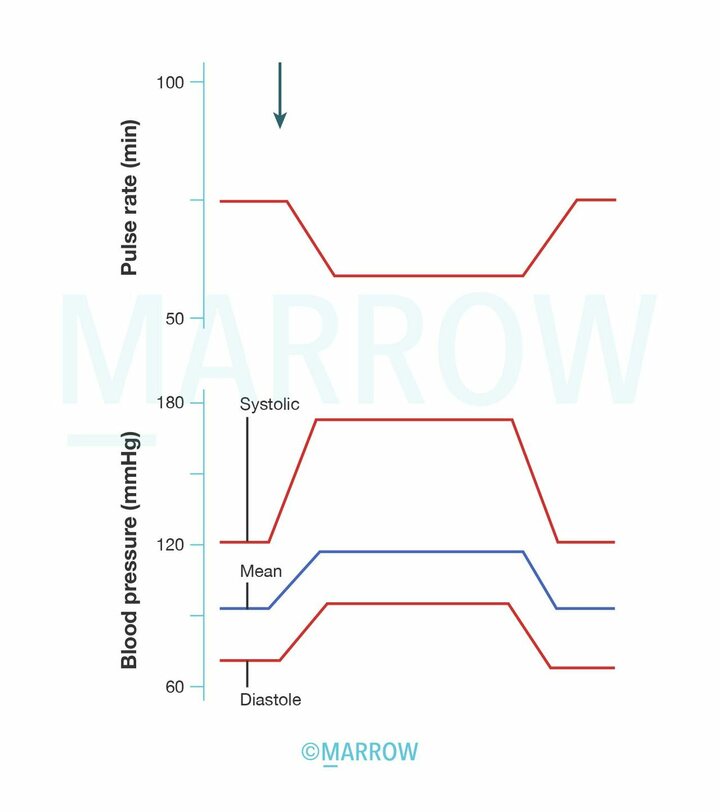 100
Pulse rate (min)
50
MARROW
180
Systolic
Blood pressure (mmHg)
120
Mean
60
Diastole
©MARROW